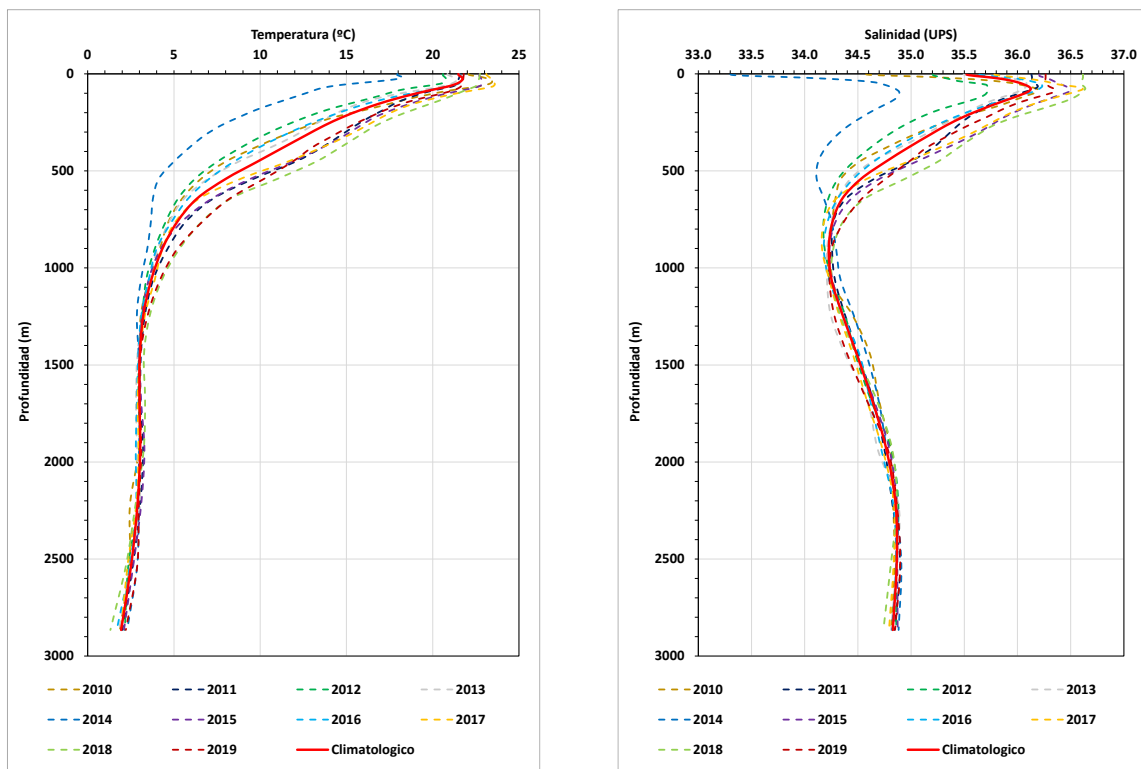 Temperatura (ºC)
0 5 10 15 20 25
0
500
1000
1500
2000
2500
3000
Profundidad (m)
2010 2011 2012 2013
2014 2015 2016 2017
2018 2019 Climatologico
Salinidad (UPS)
33.0 33.5 34.0 34.5 35.0 35.5 36.0 36.5 37.0
0
500
1000
1500
2000
2500
3000
Profundidad (m)
2010 2011 2012 2013
2014 2015 2016 2017
2018 2019 Climatologico